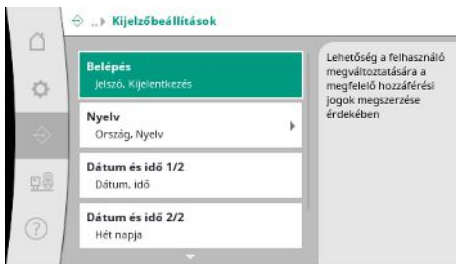 ..▸ Kijelzőbeállítások
Belépés
Jelszó, Kijelentkezés
Nyelv
Ország, Nyelv
Dátum és idő 1/2
Dátum, idő
Dátum és idő 2/2
Hét napja
Lehetőség a felhasználó
megváltoztatására a
megfelelő hozzáférési
jogok megszerzése
érdekében
?